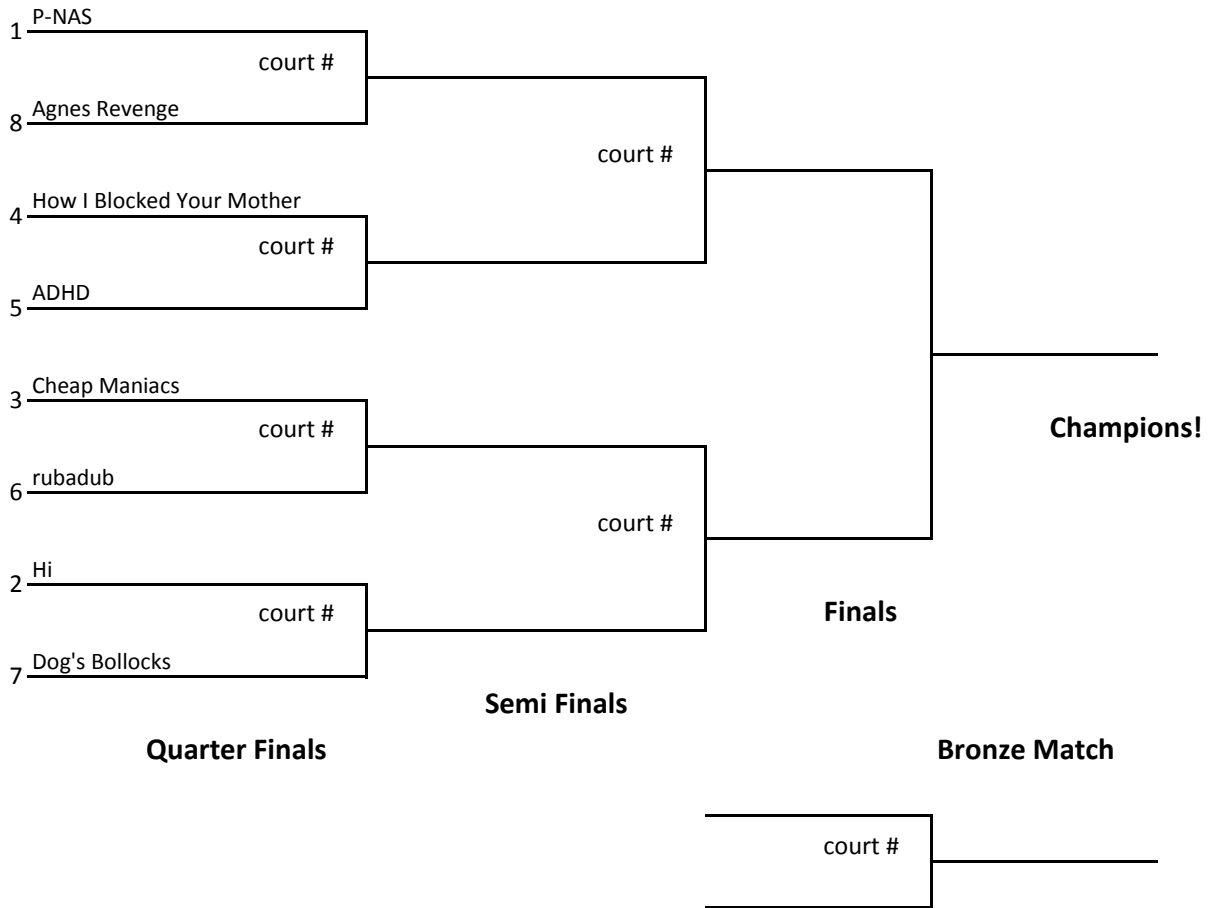 1 P-NAS
court #
8 Agnes Revenge
court #
4 How I Blocked Your Mother
court #
5 ADHD
3 Cheap Maniacs
court #
Champions!
6 rubadub
court #
2 Hi
court #
Finals
7 Dog's Bollocks
Semi Finals
Quarter Finals
Bronze Match
court #